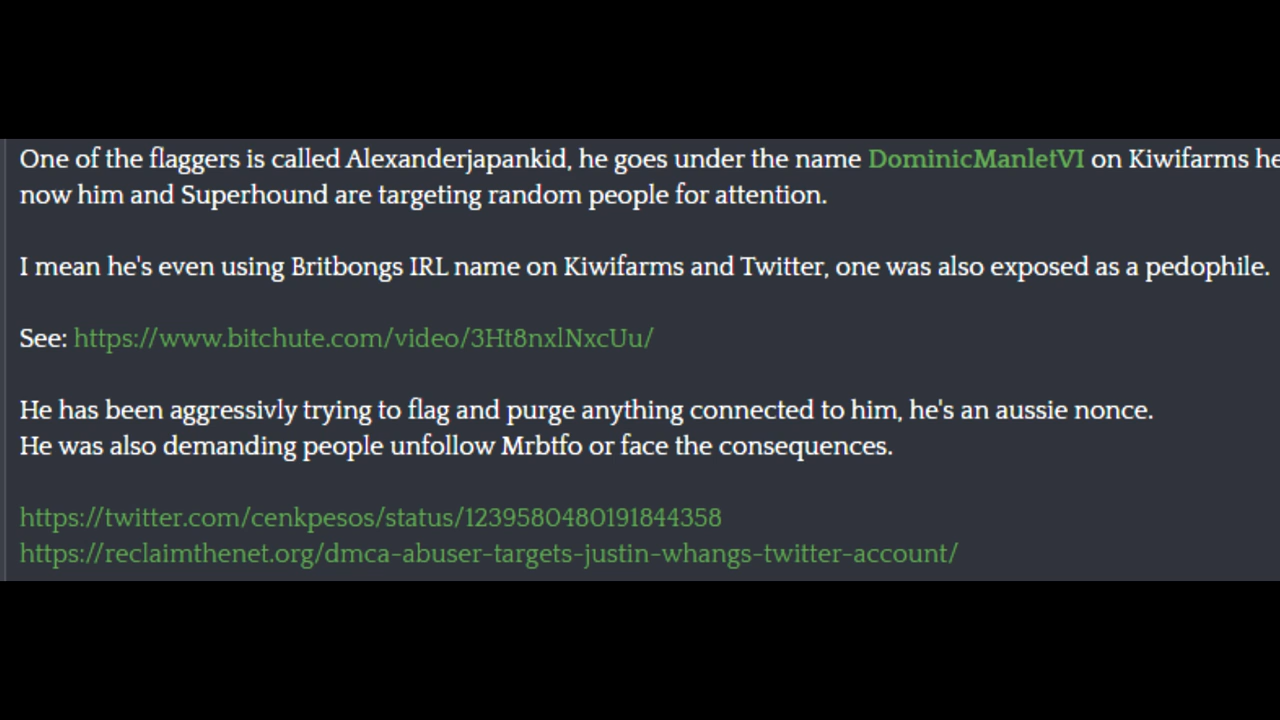 One of the flaggers is called Alexanderjapankid, he goes under the name DominicManletVI on Kiwifarms he
now him and Superhound are targeting random people for attention.
I mean he's even using Britbongs IRL name on Kiwifarms and Twitter, one was also exposed as a pedophile.
See: https://www.bitchute.com/video/3Ht8nxlNxcUu/
He has been aggressivly trying to flag and purge anything connected to him, he's an aussie nonce.
He was also demanding people unfollow Mrbtfo or face the consequences.
https://twitter.com/cenkpesos/status/1239580480191844358
https://reclaimthenet.org/dmca-abuser-targets-justin-whangs-twitter-account/